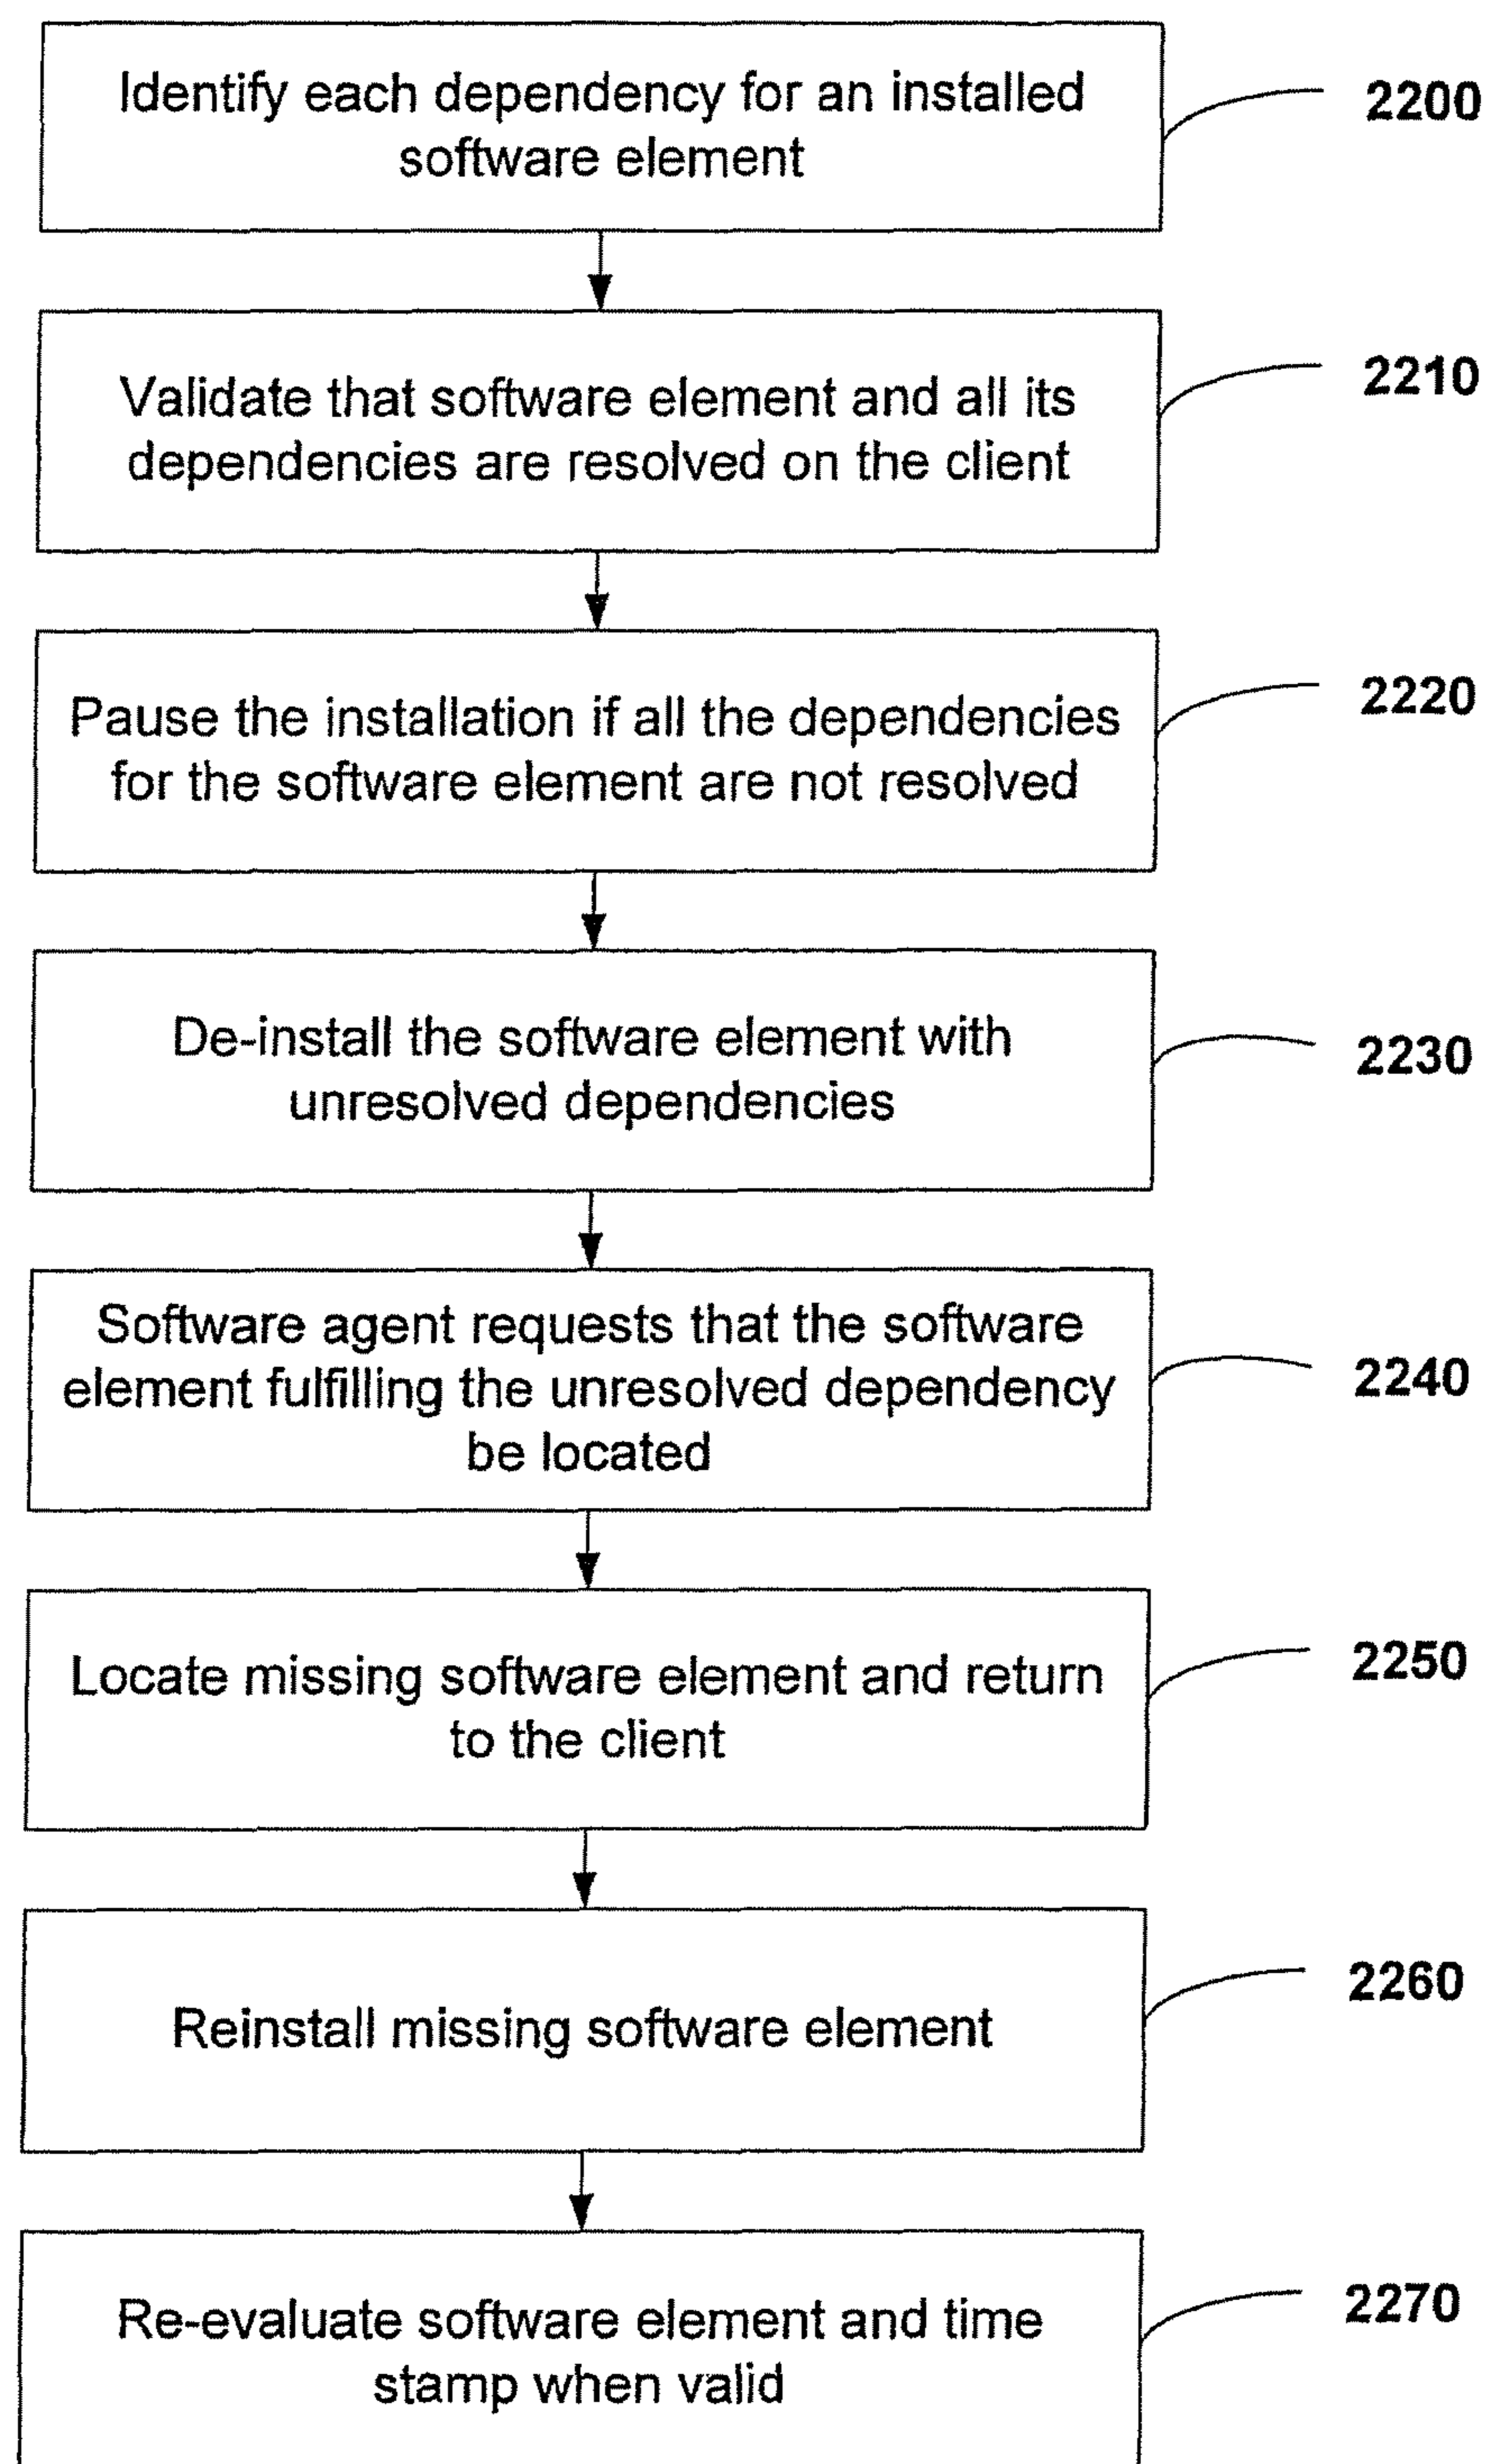 Identify each dependency for an installed
software element
2200
Validate that software element and all its
dependencies are resolved on the client
2210
Pause the installation if all the dependencies
for the software element are not resolved
2220
De-install the software element with
unresolved dependencies
2230
Software agent requests that the software
element fulfilling the unresolved dependency
be located
2240
Locate missing software element and return
to the client
2250
Reinstall missing software element
2260
Re-evaluate software element and time
stamp when valid
2270